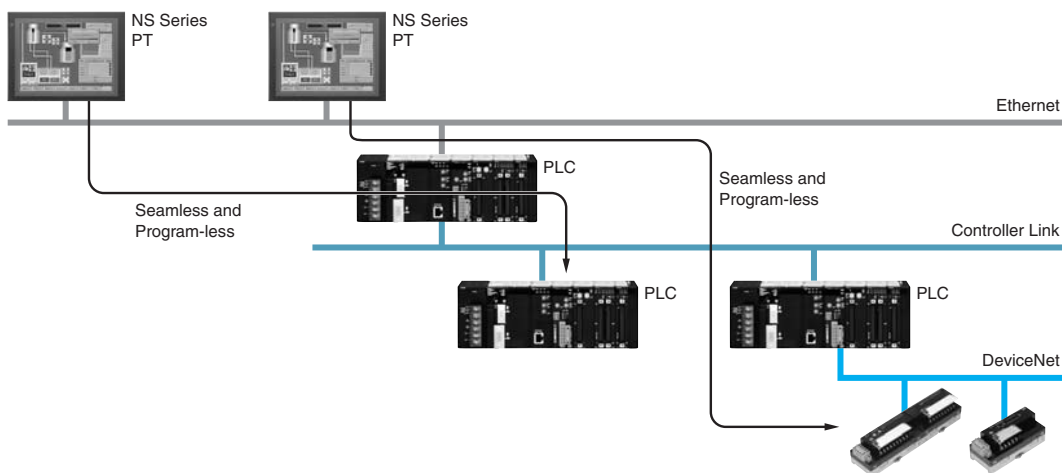 NS Series
PT
NS Series
PT
Ethernet
PLC
Seamless and
Program-less
Seamless and
Program-less
Controller Link
PLC
PLC
DeviceNet